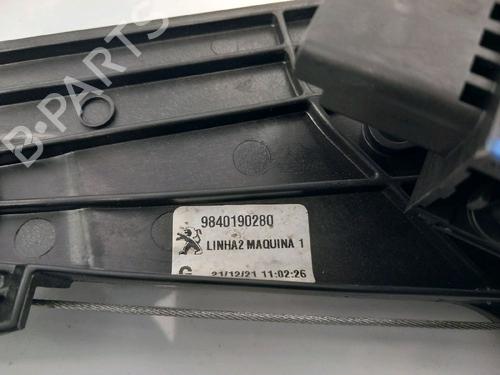 B-PARTS
9840190280
LINHA2 MAQUINA 1
G 21/12/21 11:02:26